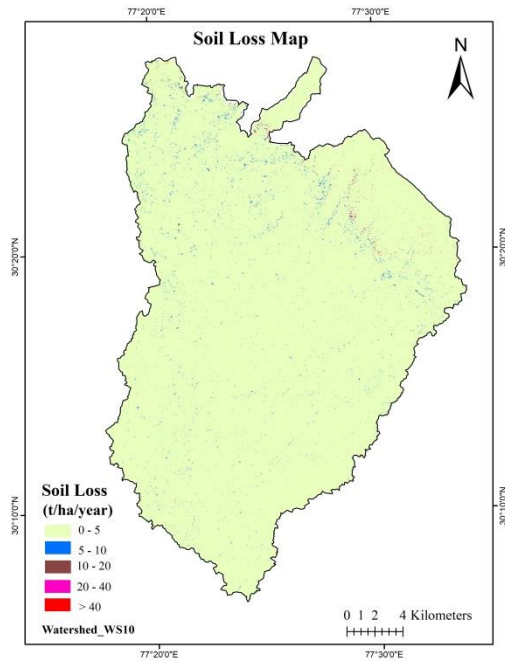 77°20'0"E 77°30'0"E
Soil Loss Map
N
30°20'0"N 30°20'0"N
30°10'0"N 30°10'0"N
Soil Loss
(t/ha/year)
0 - 5
5 - 10
10 - 20
20 - 40
> 40
Watershed_WS10
0 1 2 4 Kilometers
77°20'0"E 77°30'0"E